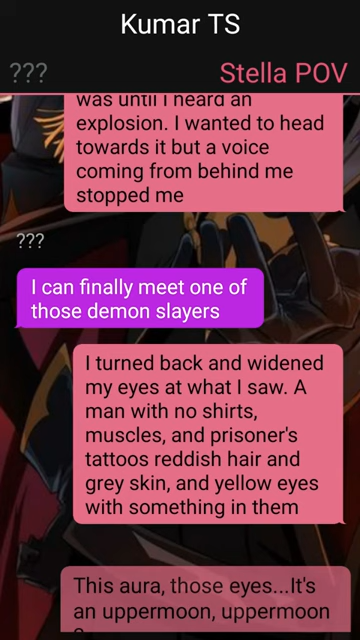 Kumar TS
??? Stella POV
was until I heard an
explosion. I wanted to head
towards it but a voice
coming from behind me
stopped me
???
I can finally meet one of
those demon slayers
I turned back and widened
my eyes at what I saw. A
man with no shirts,
muscles, and prisoner's
tattoos reddish hair and
grey skin, and yellow eyes
with something in them
This aura, those eyes...It's
an uppermoon, uppermoon